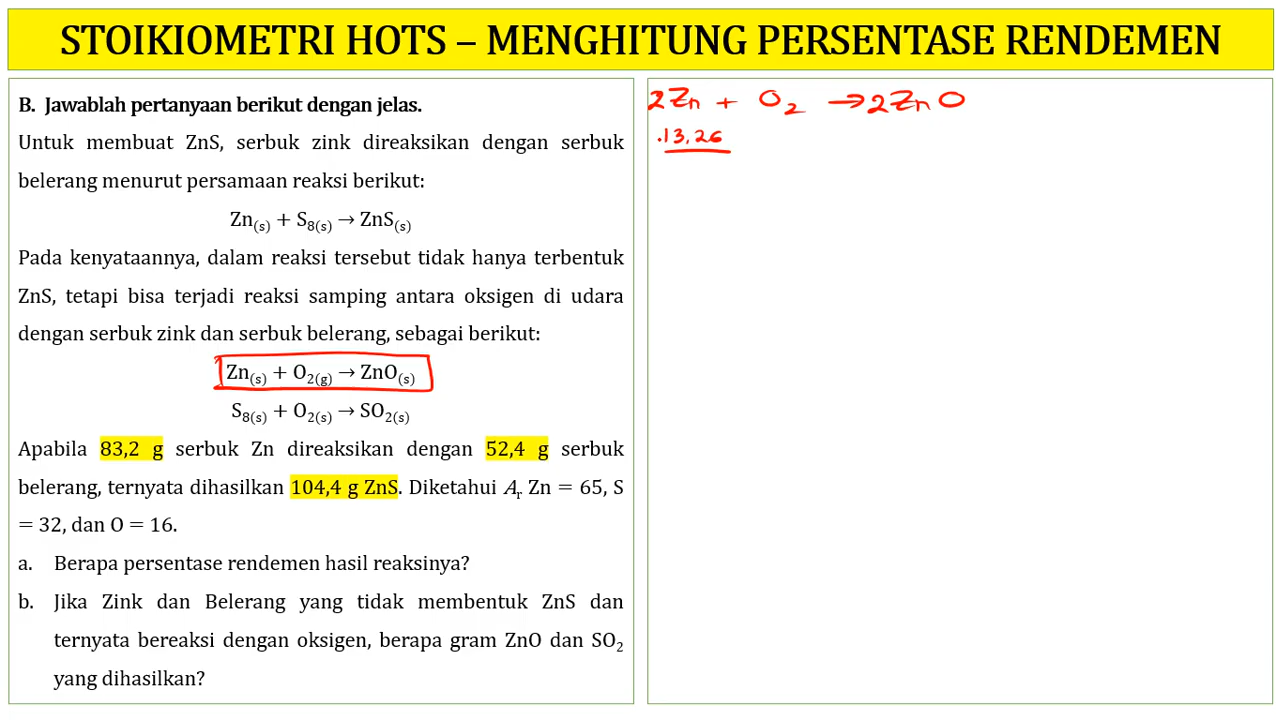 STOIKIOMETRI HOTS – MENGHITUNG PERSENTASE RENDEMEN
B. Jawablah pertanyaan berikut dengan jelas.
Untuk membuat ZnS, serbuk zink direaksikan dengan serbuk
belerang menurut persamaan reaksi berikut:
Zn(s) + S8(s) → ZnS(s)
Pada kenyataannya, dalam reaksi tersebut tidak hanya terbentuk
ZnS, tetapi bisa terjadi reaksi samping antara oksigen di udara
dengan serbuk zink dan serbuk belerang, sebagai berikut:
Zn(s) + O2(g) → ZnO(s)
S8(s) + O2(s) → SO2(s)
Apabila 83,2 g serbuk Zn direaksikan dengan 52,4 g serbuk
belerang, ternyata dihasilkan 104,4 g ZnS. Diketahui Ar Zn = 65, S
= 32, dan O = 16.
a. Berapa persentase rendemen hasil reaksinya?
b. Jika Zink dan Belerang yang tidak membentuk ZnS dan
ternyata bereaksi dengan oksigen, berapa gram ZnO dan SO2
yang dihasilkan?
2Zn + O2 → 2ZnO
.13,26